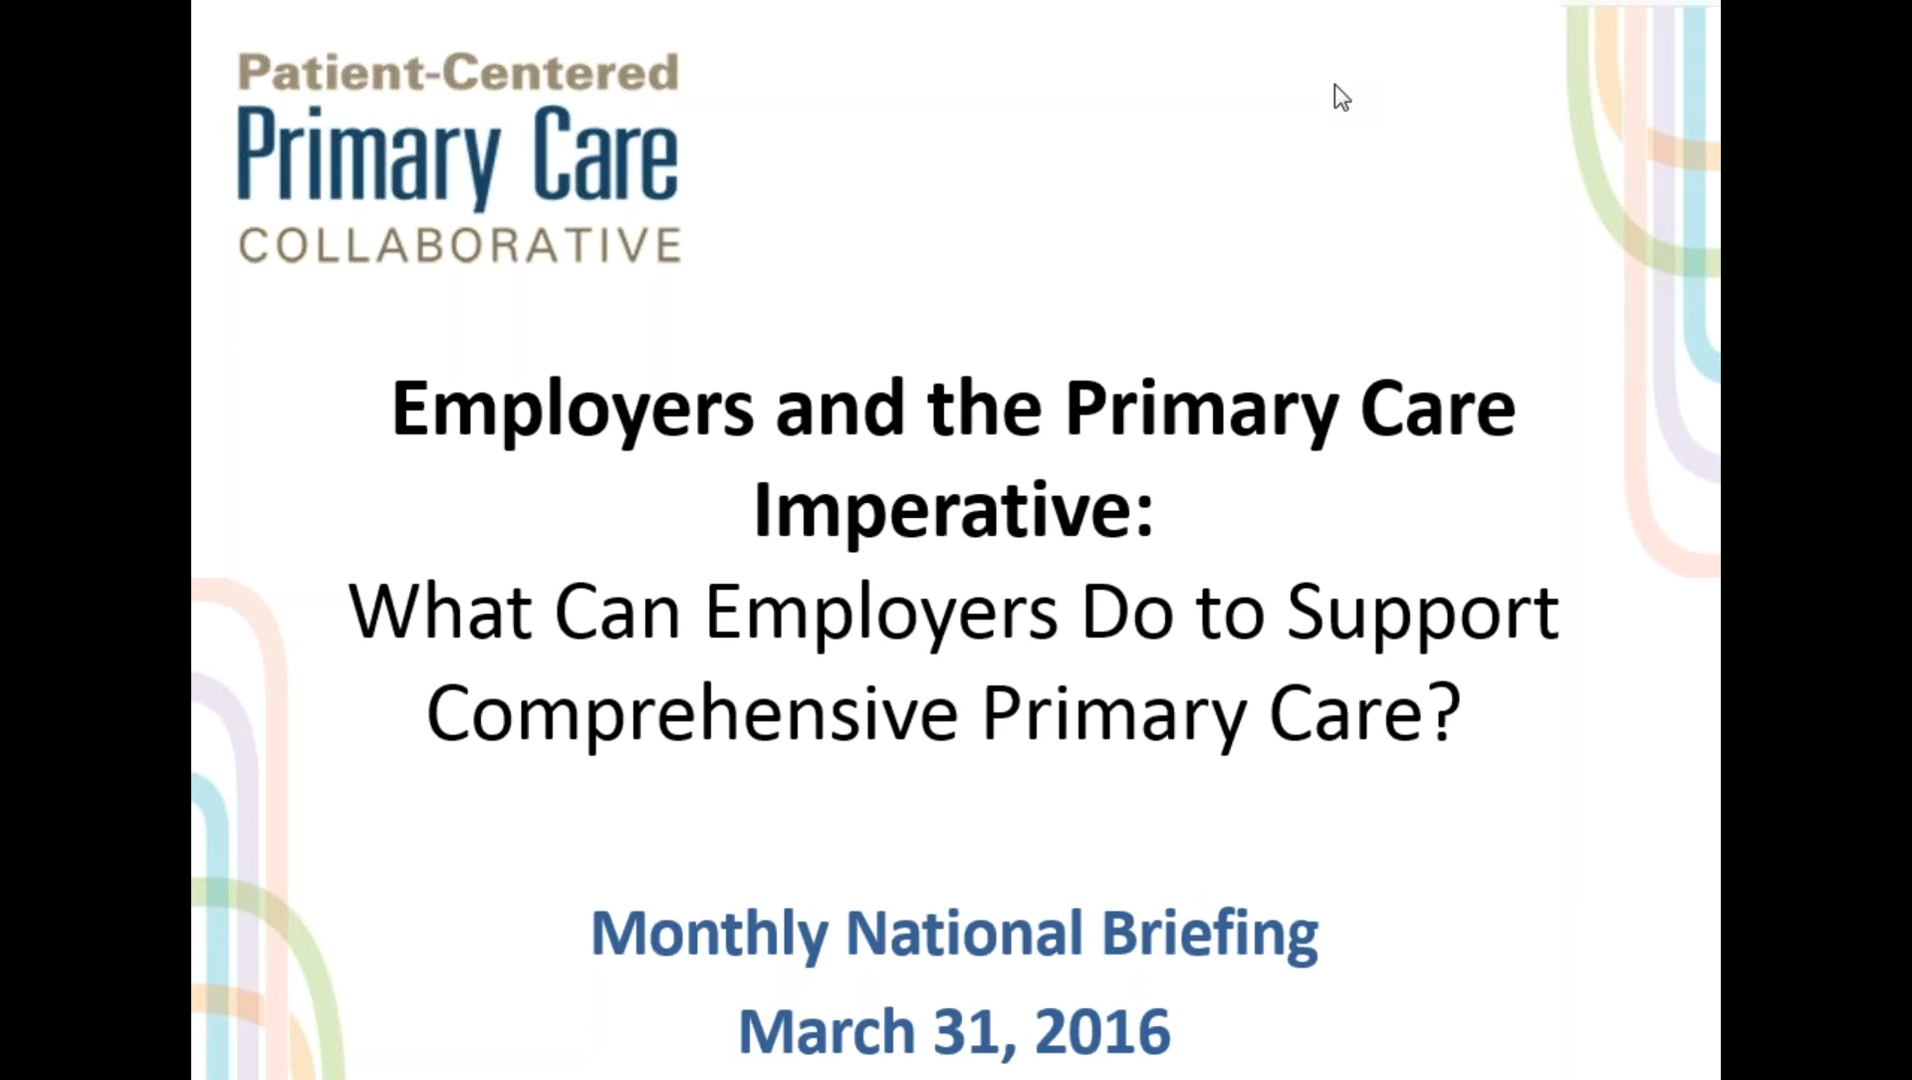 Patient-Centered
Primary Care
COLLABORATIVE
Employers and the Primary Care
Imperative:
What Can Employers Do to Support
Comprehensive Primary Care?
Monthly National Briefing
March 31, 2016